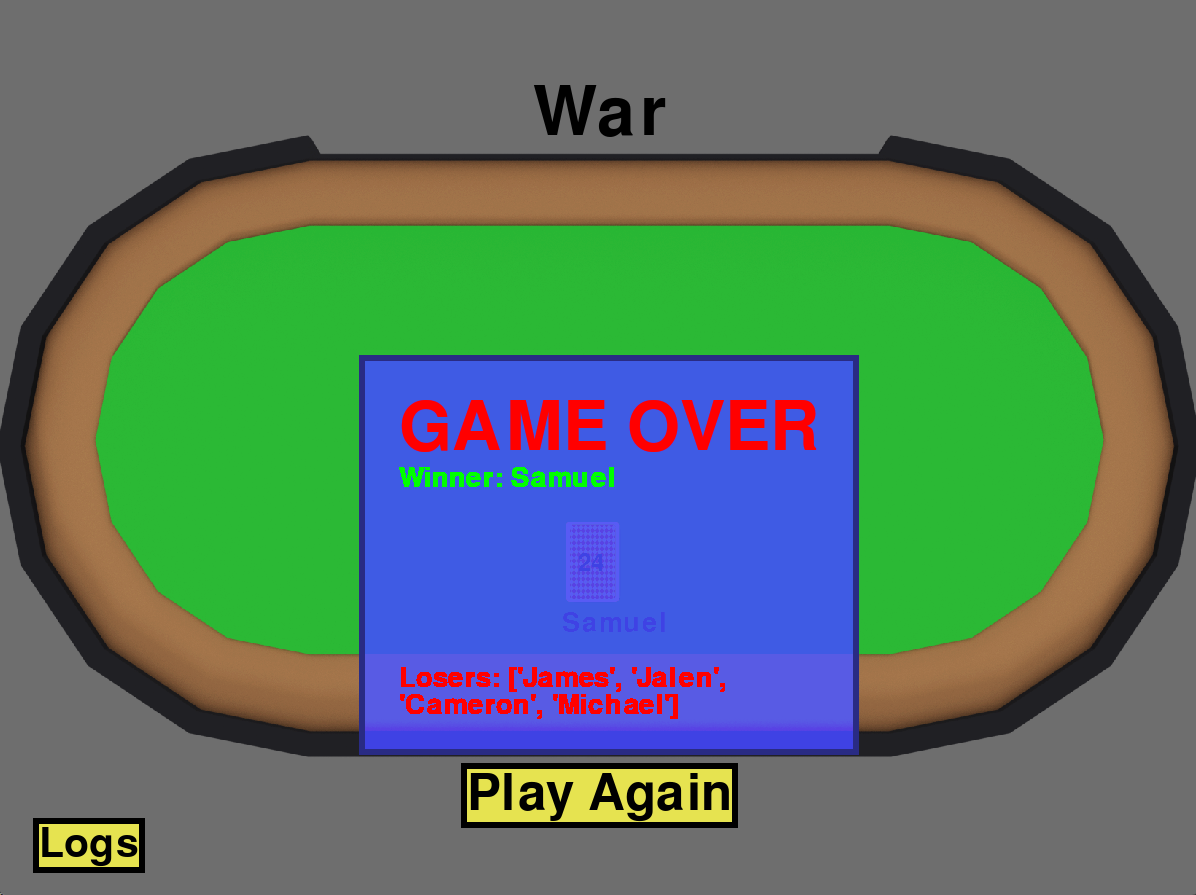 War
GAME OVER
Winner: Samuel
24
Samuel
Losers: ['James', 'Jalen',
'Cameron', 'Michael']
Play Again
Logs